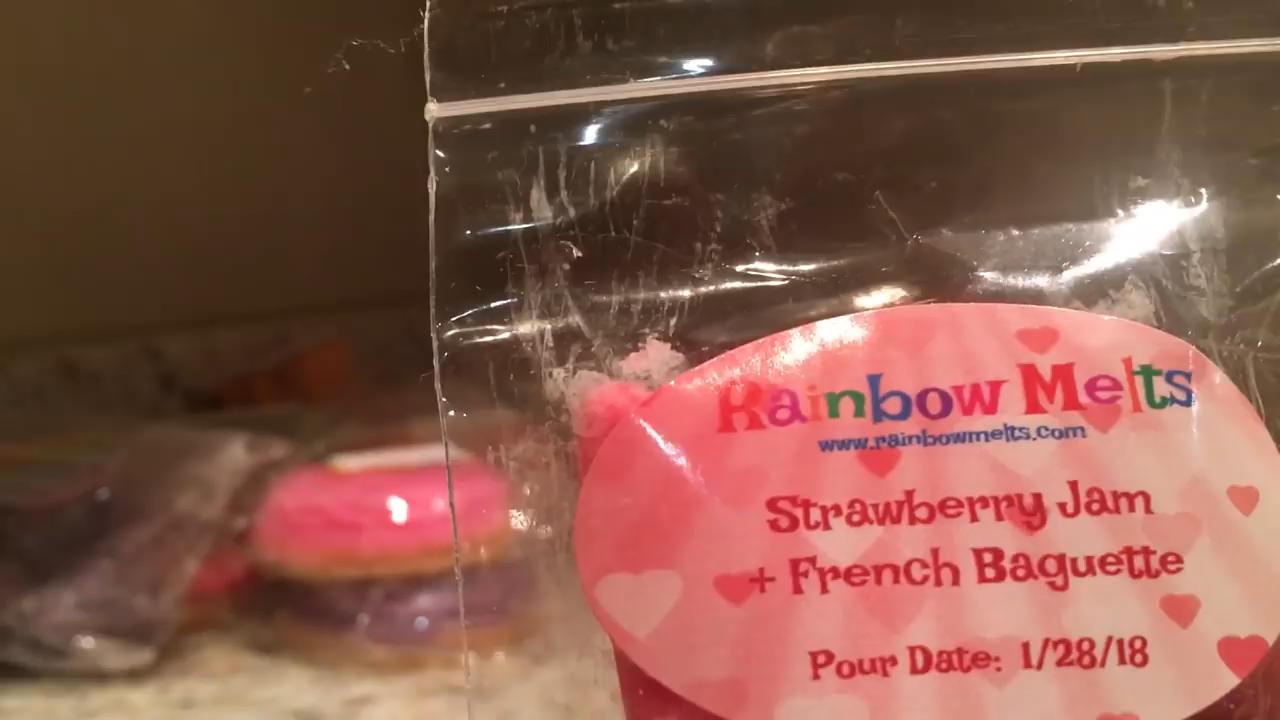 Rainbow Melts
www.rainbowmelts.com
Strawberry Jam
+ French Baguette
Pour Date: 1/28/18